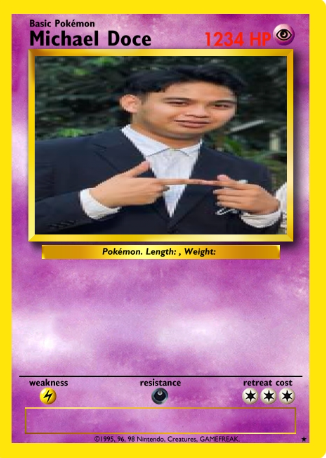 Basic Pokémon
Michael Doce 1234 HP
Pokémon. Length: , Weight:
weakness resistance retreat cost
©1995, 96, 98 Nintendo, Creatures, GAMEFREAK.